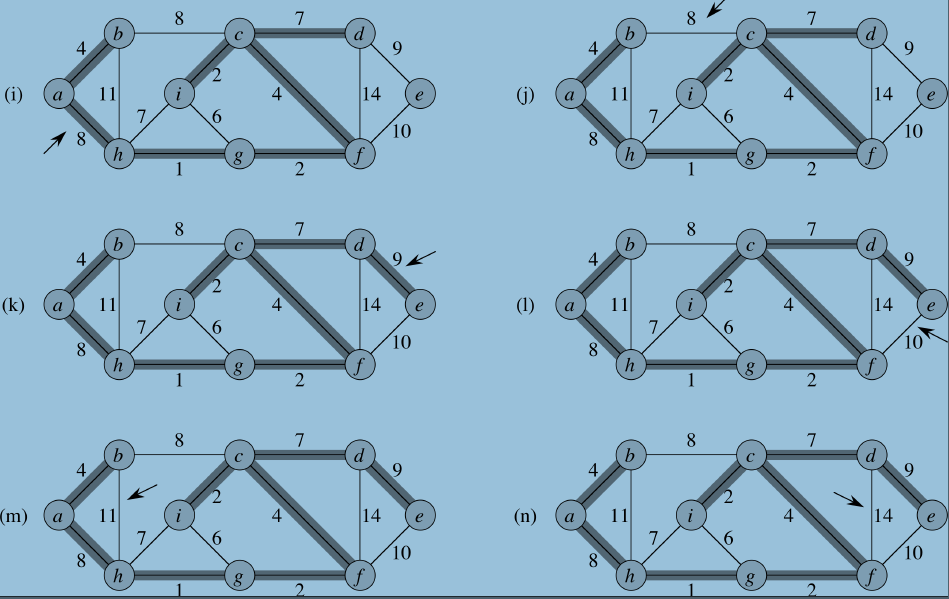 8 7 8 7
b c d b c d
4 9 4 9
2 2
(i) a 11 i 4 14 e (j) a 11 i 4 14 e
7 6 7 6
8 10 8 10
h g f h g f
1 2 1 2
8 7 8 7
b c d b c d
4 9 4 9
2 2
(k) a 11 i 4 14 e (l) a 11 i 4 14 e
7 6 7 6
8 10 8 10
h g f h g f
1 2 1 2
8 7 8 7
b c d b c d
4 9 4 9
2 2
(m) a 11 i 4 14 e (n) a 11 i 4 14 e
7 6 7 6
8 10 8 10
h g f h g f
1 2 1 2